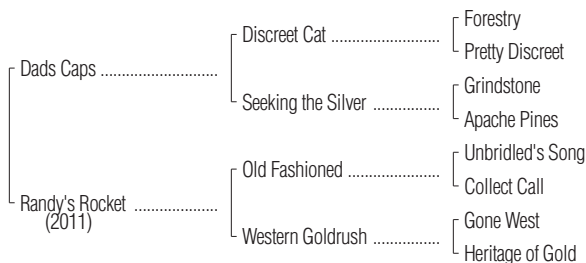 Forestry
Discreet Cat ........................
Pretty Discreet
Dads Caps ..........................
Grindstone
Seeking the Silver ...............
Apache Pines
Unbridled's Song
Old Fashioned .....................
Collect Call
Randy's Rocket ..................
(2011)
Gone West
Western Goldrush ...............
Heritage of Gold